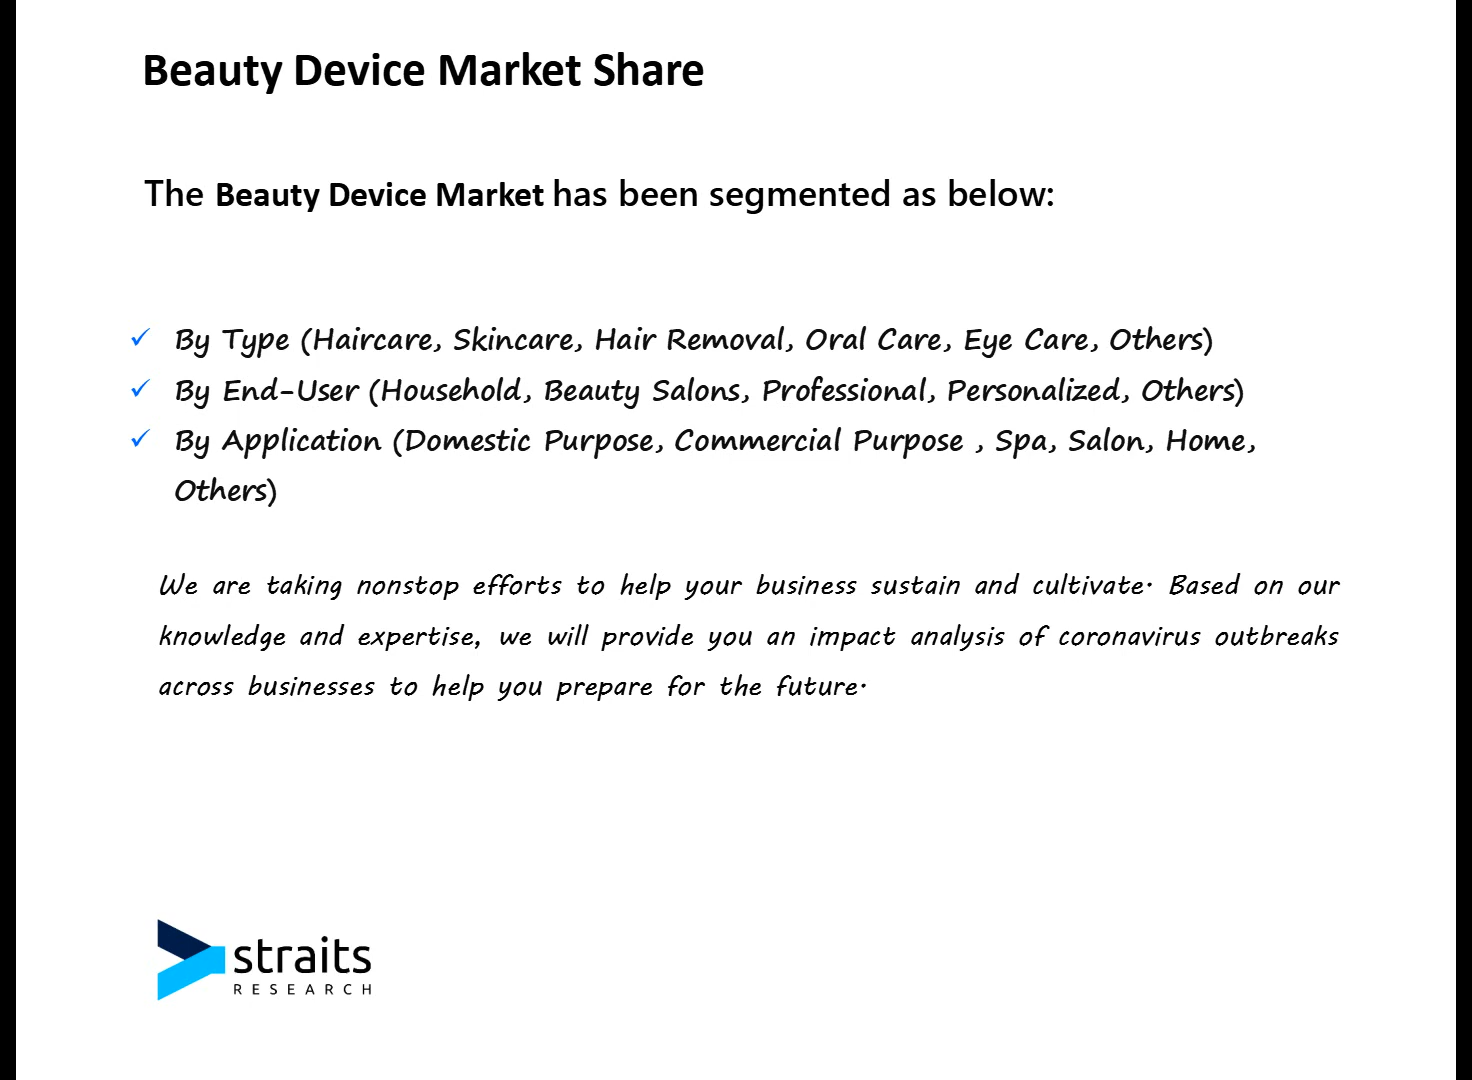 Beauty Device Market Share
The Beauty Device Market has been segmented as below:
✓ By Type (Haircare, Skincare, Hair Removal, Oral Care, Eye Care, Others)
✓ By End-User (Household, Beauty Salons, Professional, Personalized, Others)
✓ By Application (Domestic Purpose, Commercial Purpose , Spa, Salon, Home,
Others)
We are taking nonstop efforts to help your business sustain and cultivate. Based on our
knowledge and expertise, we will provide you an impact analysis of coronavirus outbreaks
across businesses to help you prepare for the future.
straits
RESEARCH